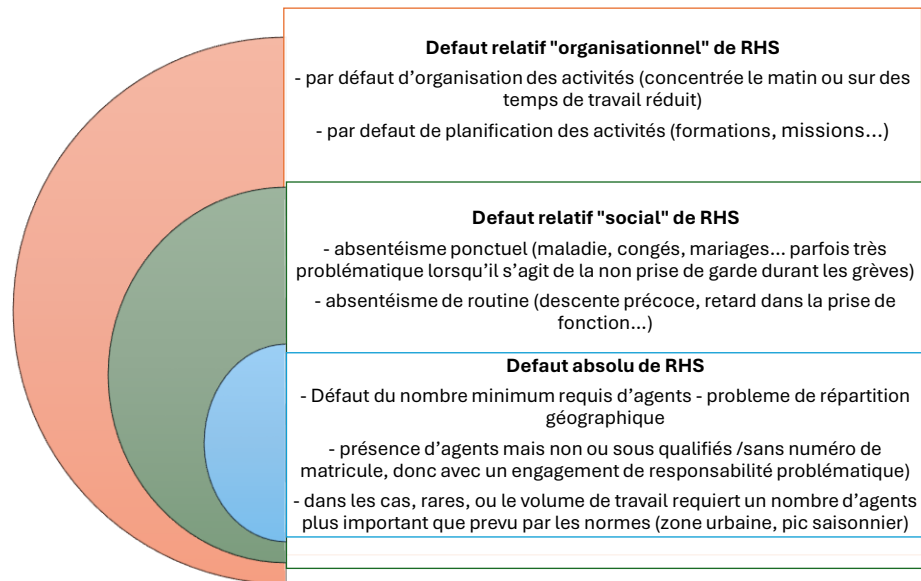 Defaut relatif "organisationnel" de RHS
- par défaut d’organisation des activités (concentrée le matin ou sur des
temps de travail réduit)
- par defaut de planification des activités (formations, missions...)
Defaut relatif "social" de RHS
- absentéisme ponctuel (maladie, congés, mariages... parfois très
problématique lorsqu’il s’agit de la non prise de garde durant les grèves)
- absentéisme de routine (descente précoce, retard dans la prise de
fonction...)
Defaut absolu de RHS
- Défaut du nombre minimum requis d’agents - probleme de répartition
géographique
- présence d’agents mais non ou sous qualifiés /sans numéro de
matricule, donc avec un engagement de responsabilité problématique)
- dans les cas, rares, ou le volume de travail requiert un nombre d’agents
plus important que prevu par les normes (zone urbaine, pic saisonnier)